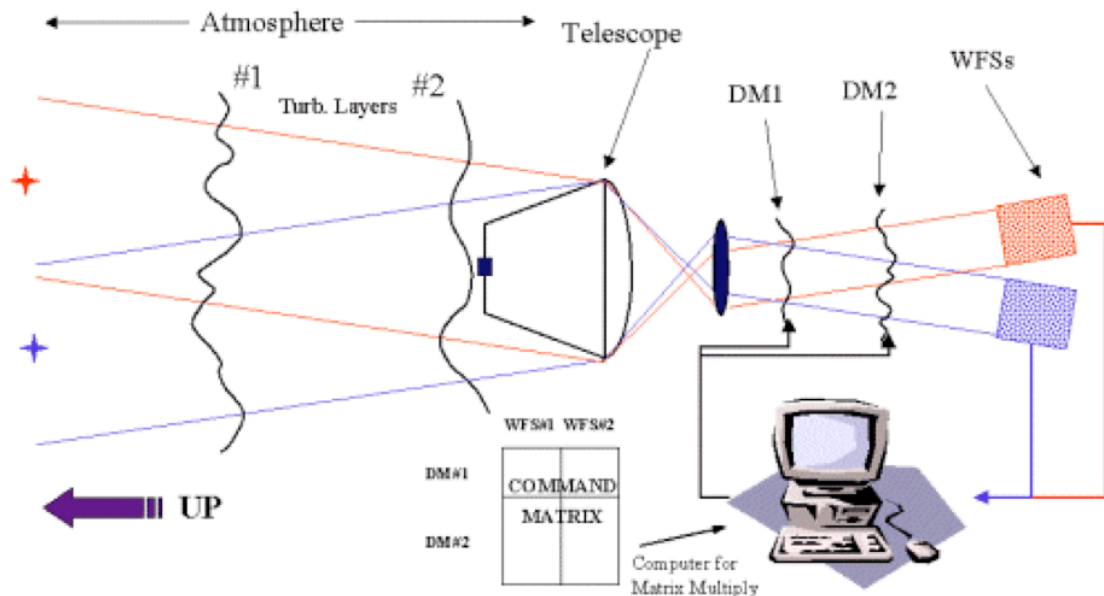 Atmosphere
Telescope
WFSs
#1
#2
Turb. Layers
DM1
DM2
WFS#1 WFS#2
DM#1
COMMAND
MATRIX
DM#2
UP
Computer for
Matrix Multiply